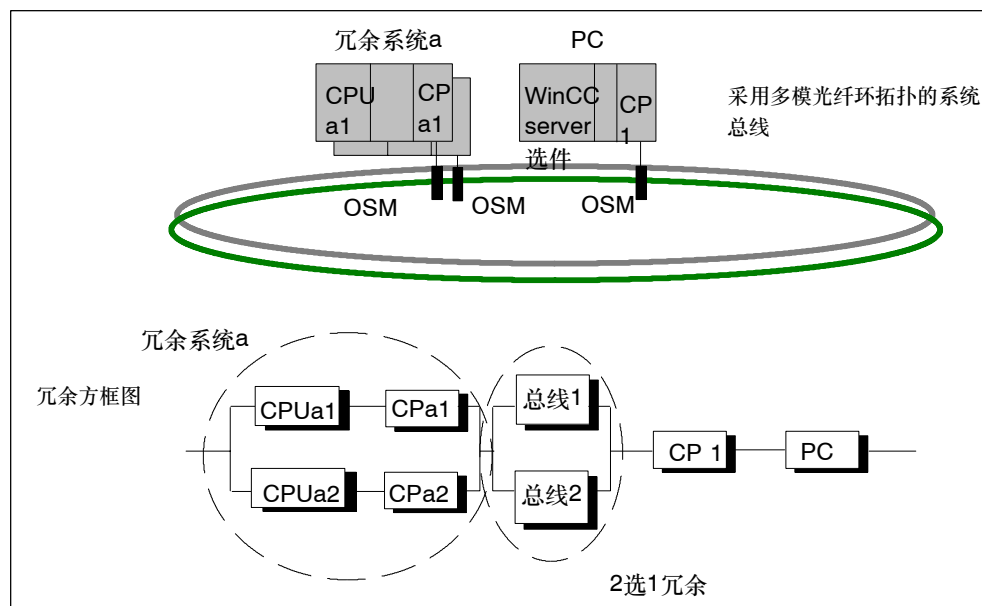 冗余系统a
PC
CPU
a1
CP
a1
WinCC
server
选件
CP
1
采用多模光纤环拓扑的系统
总线
OSM
OSM
OSM
冗余系统a
冗余方框图
CPUa1
CPa1
总线1
CP 1
PC
CPUa2
CPa2
总线2
2选1冗余